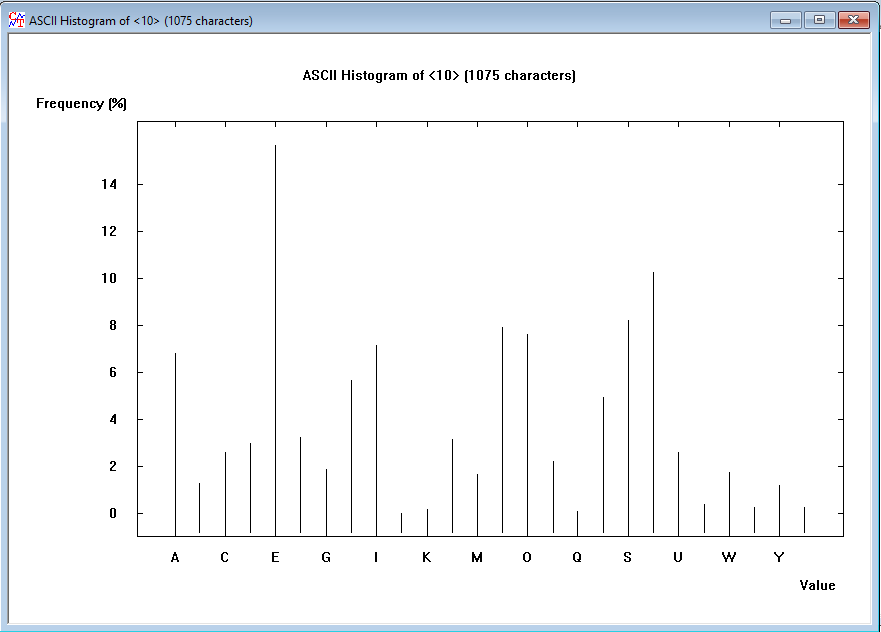 ASCII Histogram of <10> (1075 characters)
ASCII Histogram of <10> (1075 characters)
Frequency (%)
14
12
10
8
6
4
2
0
A C E G I K M O Q S U W Y
Value